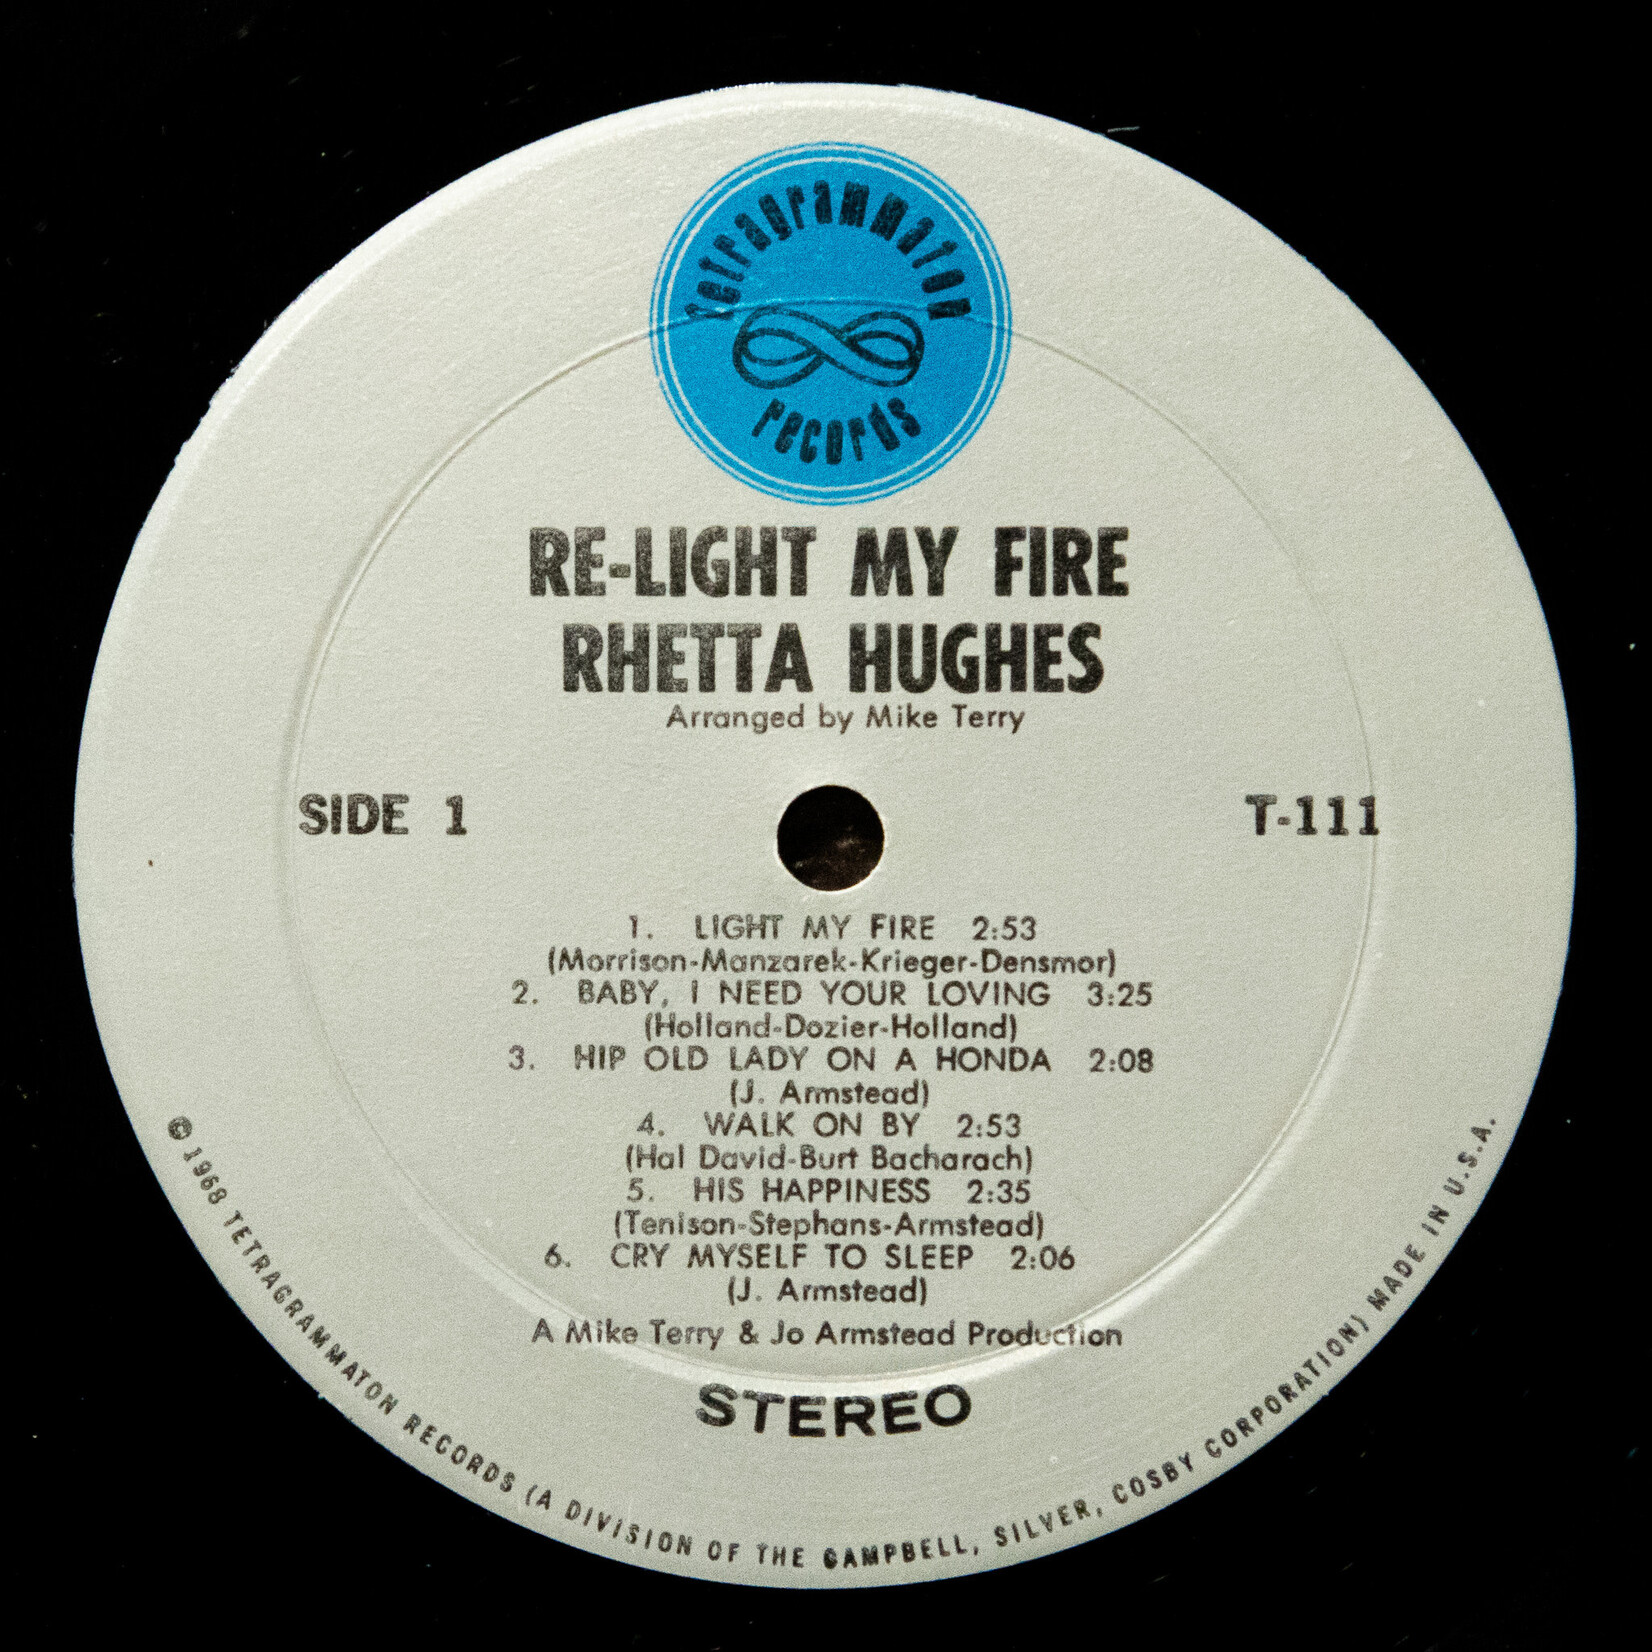 tetragrammaton
records
RE-LIGHT MY FIRE
RHETTA HUGHES
Arranged by Mike Terry
SIDE 1
T-111
1. LIGHT MY FIRE 2:53
(Morrison-Manzarek-Krieger-Densmor)
2. BABY, I NEED YOUR LOVING 3:25
(Holland-Dozier-Holland)
3. HIP OLD LADY ON A HONDA 2:08
(J. Armstead)
4. WALK ON BY 2:53
(Hal David-Burt Bacharach)
5. HIS HAPPINESS 2:35
(Tenison-Stephans-Armstead)
6. CRY MYSELF TO SLEEP 2:06
(J. Armstead)
A Mike Terry & Jo Armstead Production
STEREO
© 1968 TETRAGRAMMATON RECORDS (A DIVISION OF THE CAMPBELL, SILVER, COSBY CORPORATION) MADE IN U.S.A.